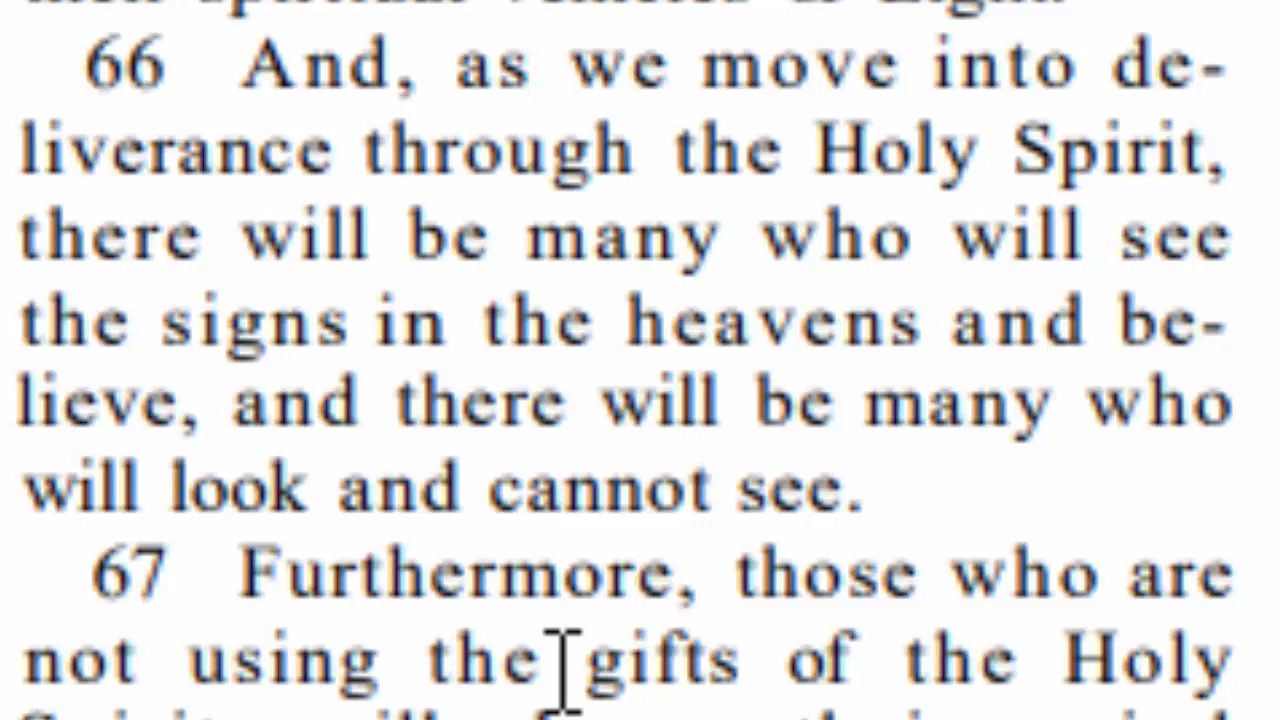 66 And, as we move into de-
liverance through the Holy Spirit,
there will be many who will see
the signs in the heavens and be-
lieve, and there will be many who
will look and cannot see.
67 Furthermore, those who are
not using the gifts of the Holy